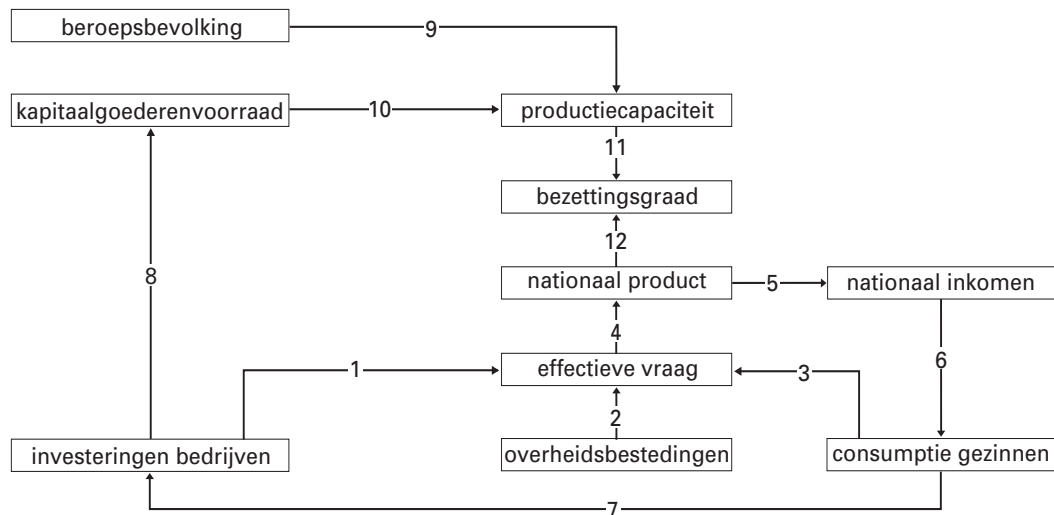 beroepsbevolking
9
kapitaalgoederenvoorraad
10
productiecapaciteit
11
bezettingsgraad
12
8
nationaal product
5
nationaal inkomen
4
1
effectieve vraag
3
6
2
investeringen bedrijven
overheidsbestedingen
consumptie gezinnen
7